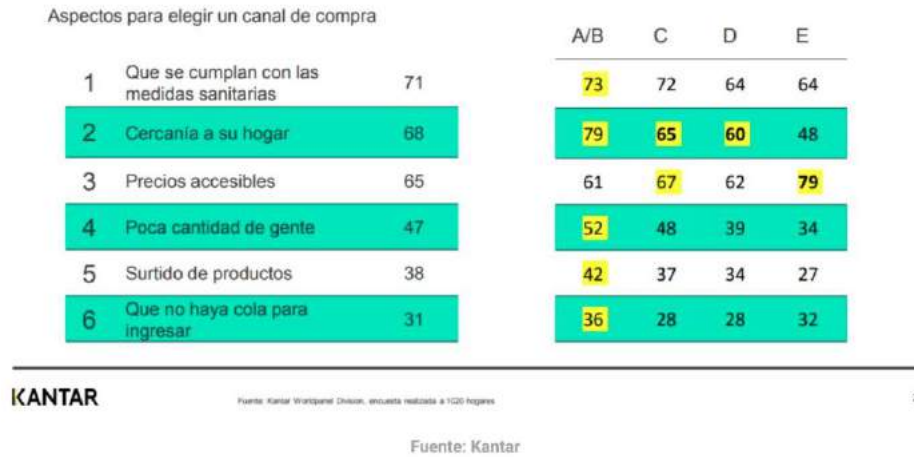 Aspectos para elegir un canal de compra
A/B C D E
1 Que se cumplan con las
medidas sanitarias 71 73 72 64 64
2 Cercanía a su hogar 68 79 65 60 48
3 Precios accesibles 65 61 67 62 79
4 Poca cantidad de gente 47 52 48 39 34
5 Surtido de productos 38 42 37 34 27
6 Que no haya cola para
ingresar 31 36 28 28 32
KANTAR
Fuente: Kantar Worldpanel Division, encuesta realizada a 1020 hogares
Fuente: Kantar